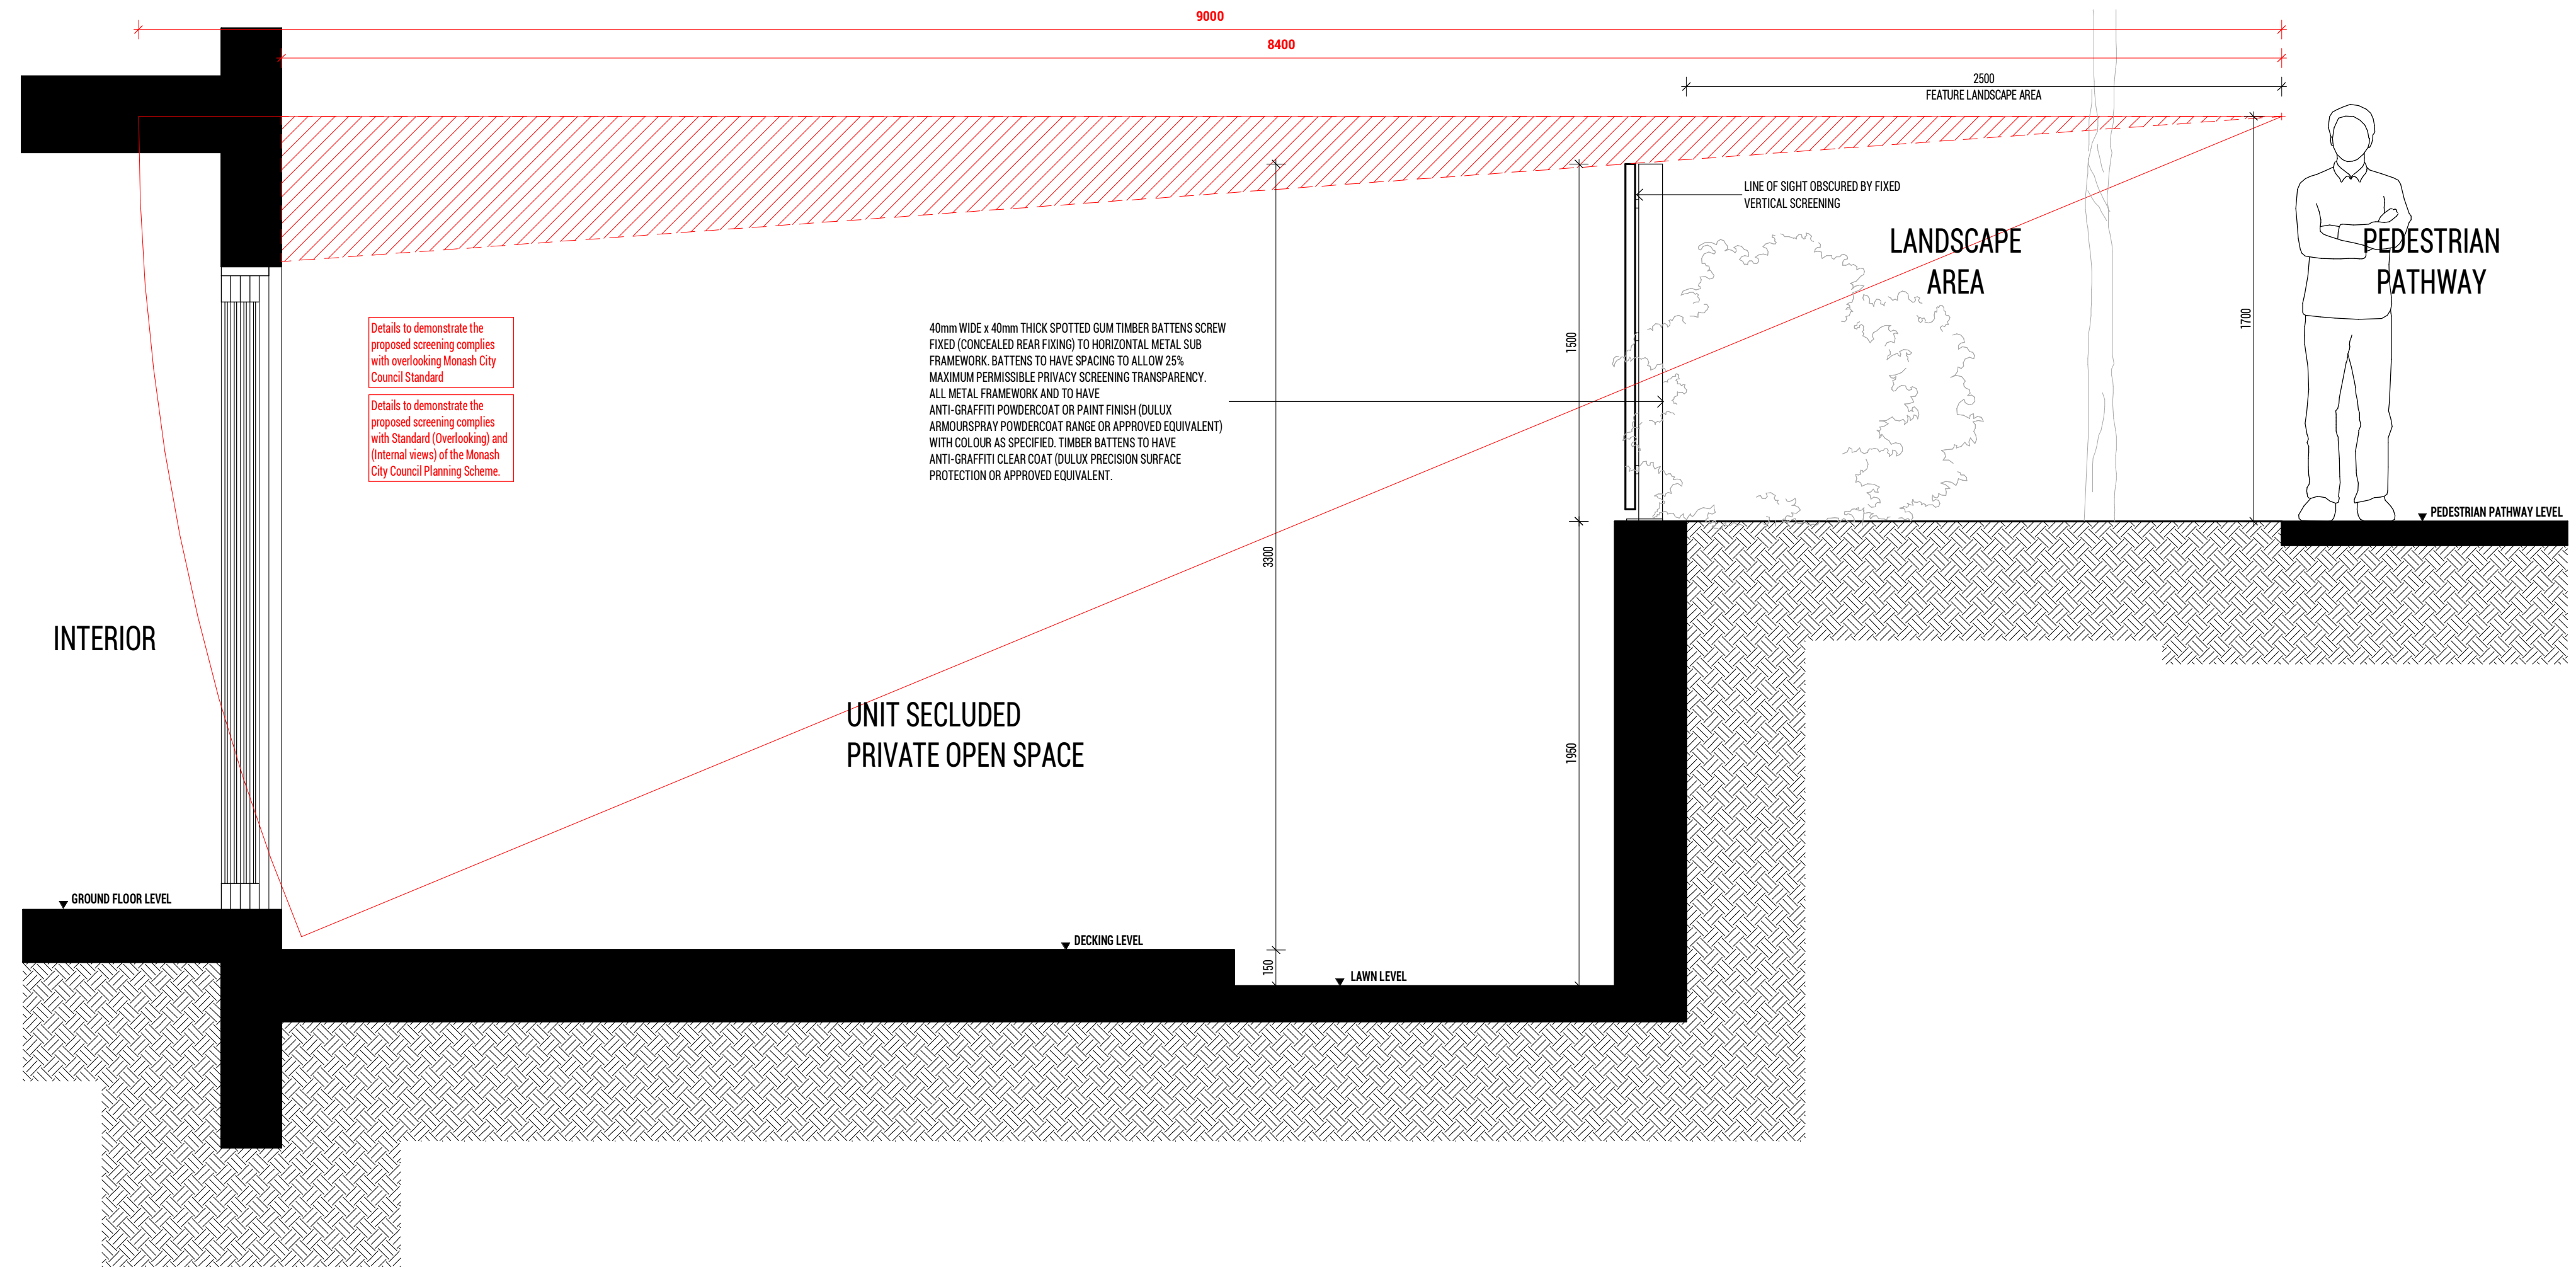 9000
8400
2500
FEATURE LANDSCAPE AREA
LINE OF SIGHT OBSCURED BY FIXED
VERTICAL SCREENING
LANDSCAPE
AREA
PEDESTRIAN
PATHWAY
1700
1500
Details to demonstrate the
proposed screening complies
with overlooking Monash City
Council Standard
Details to demonstrate the
proposed screening complies
with Standard (Overlooking) and
(Internal views) of the Monash
City Council Planning Scheme.
40mm WIDE x 40mm THICK SPOTTED GUM TIMBER BATTENS SCREW
FIXED (CONCEALED REAR FIXING) TO HORIZONTAL METAL SUB
FRAMEWORK. BATTENS TO HAVE SPACING TO ALLOW 25%
MAXIMUM PERMISSIBLE PRIVACY SCREENING TRANSPARENCY.
ALL METAL FRAMEWORK AND TO HAVE
ANTI-GRAFFITI POWDERCOAT OR PAINT FINISH (DULUX
ARMOURSPRAY POWDERCOAT RANGE OR APPROVED EQUIVALENT)
WITH COLOUR AS SPECIFIED. TIMBER BATTENS TO HAVE
ANTI-GRAFFITI CLEAR COAT (DULUX PRECISION SURFACE
PROTECTION OR APPROVED EQUIVALENT.
PEDESTRIAN PATHWAY LEVEL
3300
INTERIOR
UNIT SECLUDED
PRIVATE OPEN SPACE
1950
GROUND FLOOR LEVEL
DECKING LEVEL
150
LAWN LEVEL